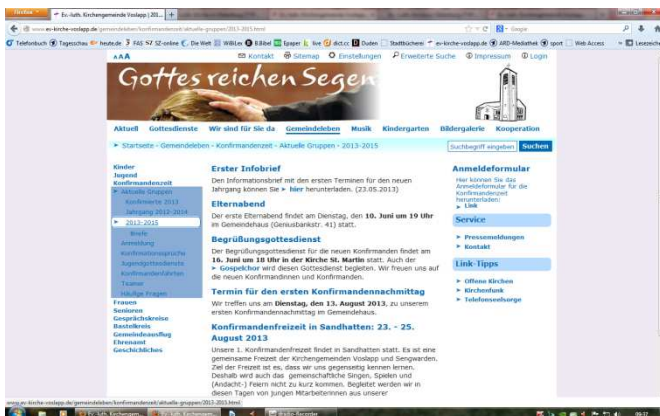 Firefox
Ev.-luth. Kirchengemeinde Voslapp | 201...
www.ev-kirche-voslapp.de/gemeindeleben/konfirmandenzeit/aktuelle-gruppen/2013-2015.html
Google
Telefonbuch Tagesschau heute.de FAS SZ-online Die Welt WilliLex B.Bibel Epaper live dict.cc Duden Stadtbücherei ev-kirche-voslapp.de ARD-Mediathek sport Web Access Lesezeichen
AAA Kontakt Sitemap Einstellungen Erweiterte Suche Impressum Login
Gottes reichen Segen
Aktuell Gottesdienste Wir sind für Sie da Gemeindeleben Musik Kindergarten Bildergalerie Kooperation
Startseite - Gemeindeleben - Konfirmandenzeit - Aktuelle Gruppen - 2013-2015
Suchbegriff eingeben Suchen
Kinder
Jugend
Konfirmandenzeit
Aktuelle Gruppen
Konfirmierte 2013
Jahrgang 2012-2014
2013-2015
Briefe
Anmeldung
Konfirmationssprüche
Jugendgottesdienste
Konfirmandenfahrten
Teamer
Häufige Fragen
Frauen
Senioren
Gesprächskreise
Bastelkreis
Gemeindeausflug
Ehrenamt
Geschichtliches
Erster Infobrief
Den Informationsbrief mit den ersten Terminen für den neuen
Jahrgang können Sie hier herunterladen. (23.05.2013)
Elternabend
Der erste Elternabend findet am Dienstag, den 10. Juni um 19 Uhr
im Gemeindehaus (Geniusbankstr. 41) statt.
Begrüßungsgottesdienst
Der Begrüßungsgottesdienst für die neuen Konfirmanden findet am
16. Juni um 18 Uhr in der Kirche St. Martin statt. Auch der
Gospelchor wird diesen Gottesdienst begleiten. Wir freuen uns auf
die neuen Konfirmandinnen und Konfirmanden.
Termin für den ersten Konfirmandennachmittag
Wir treffen uns am Dienstag, den 13. August 2013, zu unserem
ersten Konfirmandennachmittag im Gemeindehaus.
Konfirmandenfreizeit in Sandhatten: 23. - 25.
August 2013
Unsere 1. Konfirmandenfreizeit findet in Sandhatten statt. Es ist eine
gemeinsame Freizeit der Kirchengemeinden Voslapp und Sengwarden.
Ziel der Freizeit ist es, dass wir uns gegenseitig kennen lernen.
Deshalb wird auch das gemeinschaftliche Singen, Spielen und
(Andacht-) Feiern nicht zu kurz kommen. Begleitet werden wir in
diesen Tagen von jungen MitarbeiterInnen aus unserer
Anmeldeformular
Hier können Sie das
Anmeldeformular für die
Konfirmandenzeit
herunterladen:
Link
Service
Pressemeldungen
Kontakt
Link-Tipps
Offene Kirchen
Kirchenfunk
Telefonseelsorge
www.ev-kirche-voslapp.de/gemeindeleben/konfirmandenzeit/aktuelle-gruppen/2013-2015.html
09:37